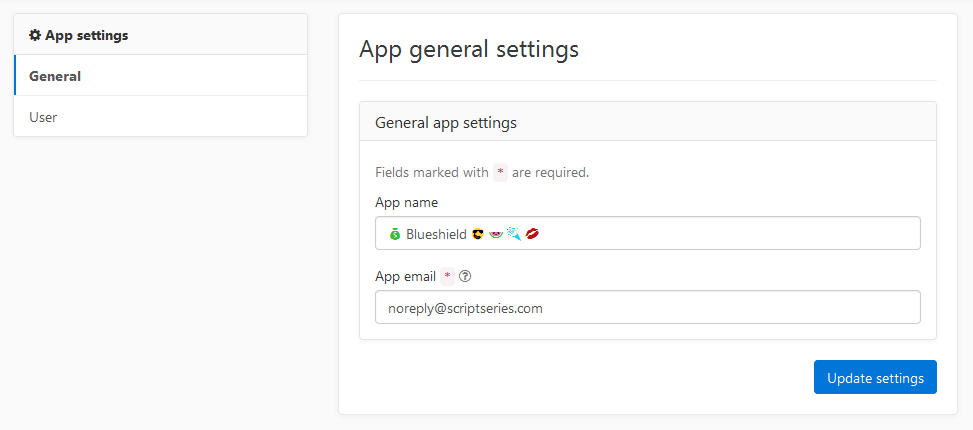 App settings
General
User
App general settings
General app settings
Fields marked with * are required.
App name
💰 Blueshield 😎 🎭 🎉 💋
App email *
noreply@scriptseries.com
Update settings